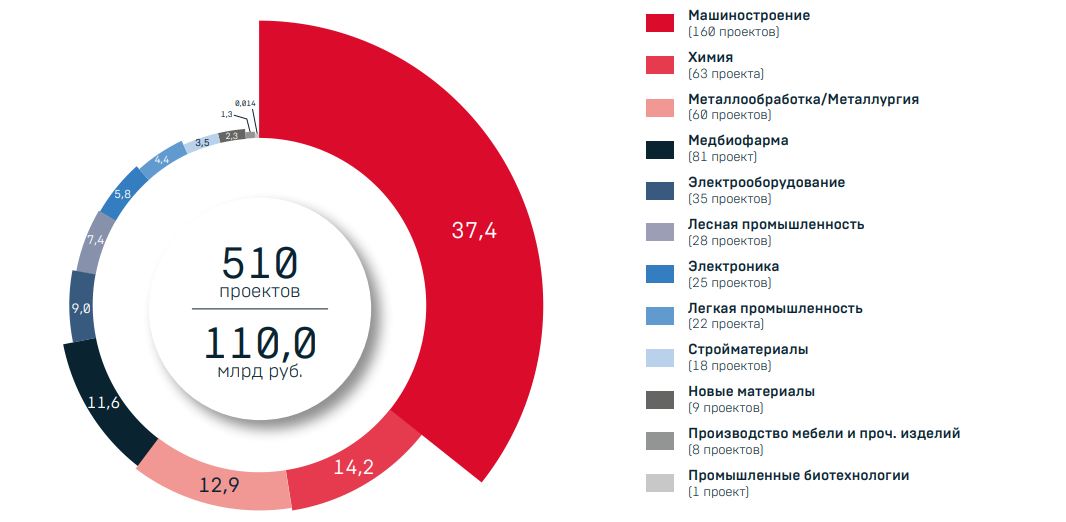 0,014
1,3
2,3
3,5
4,4
5,8
7,4
9,0
11,6
12,9
14,2
37,4
510
проектов
110,0
млрд руб.
Машиностроение
(160 проектов)
Химия
(63 проекта)
Металлообработка/Металлургия
(60 проектов)
Медбиофарма
(81 проект)
Электрооборудование
(35 проектов)
Лесная промышленность
(28 проектов)
Электроника
(25 проектов)
Легкая промышленность
(22 проекта)
Стройматериалы
(18 проектов)
Новые материалы
(9 проектов)
Производство мебели и проч. изделий
(8 проектов)
Промышленные биотехнологии
(1 проект)